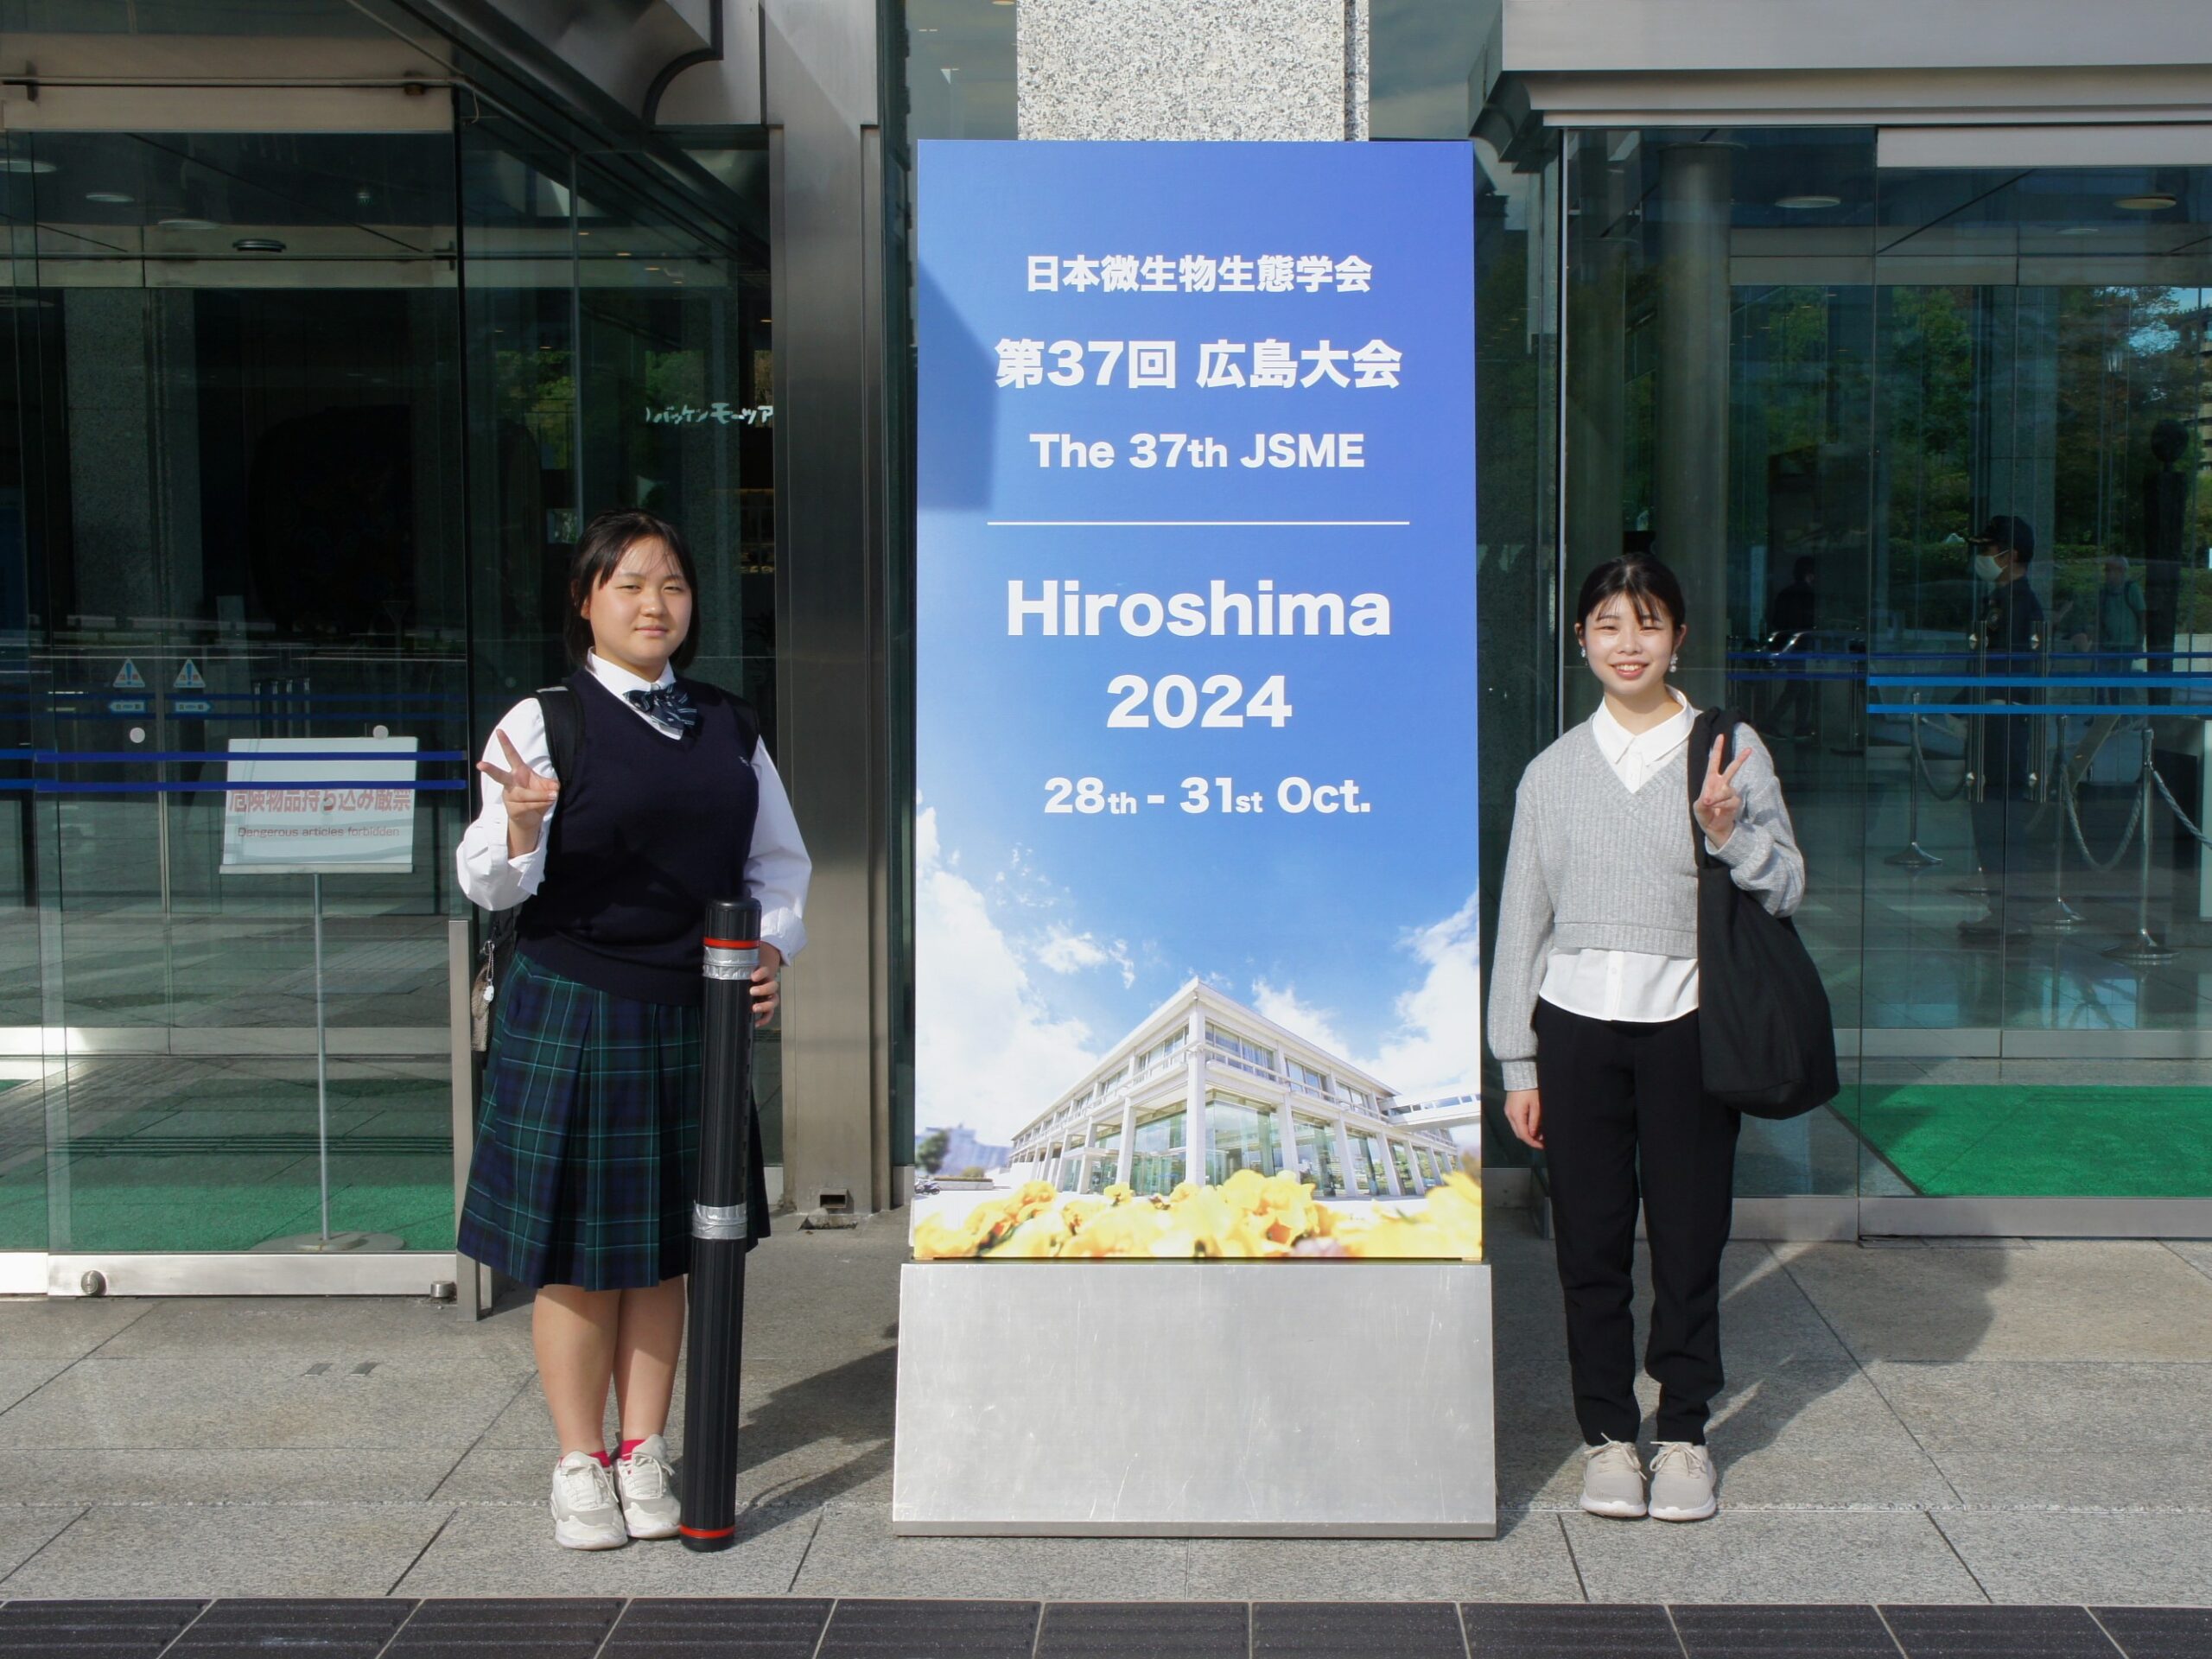 日本微生物生態学会
第37回 広島大会
The 37th JSME
Hiroshima
2024
28th - 31st Oct.
危険物品持ち込み厳禁
Dangerous articles forbidden